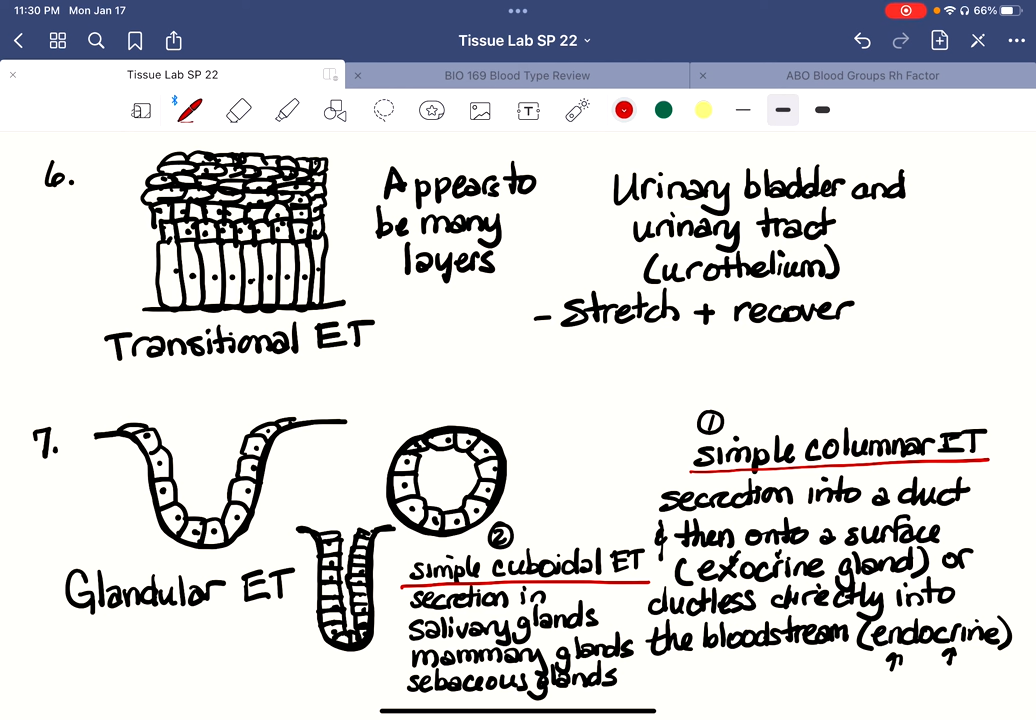 11:30 PM Mon Jan 17
66%
Tissue Lab SP 22
Tissue Lab SP 22
BIO 169 Blood Type Review
ABO Blood Groups Rh Factor
T
6.
Appears to
be many
layers
Urinary bladder and
urinary tract
(urothelium)
- Stretch + recover
Transitional ET
7.
Glandular ET
②
simple cuboidal ET
secretion in
salivary glands
mammary glands
sebaceous glands
①
simple columnar ET
secretion into a duct
& then onto a surface
(exocrine gland) or
ductless directly into
the bloodstream (endocrine)